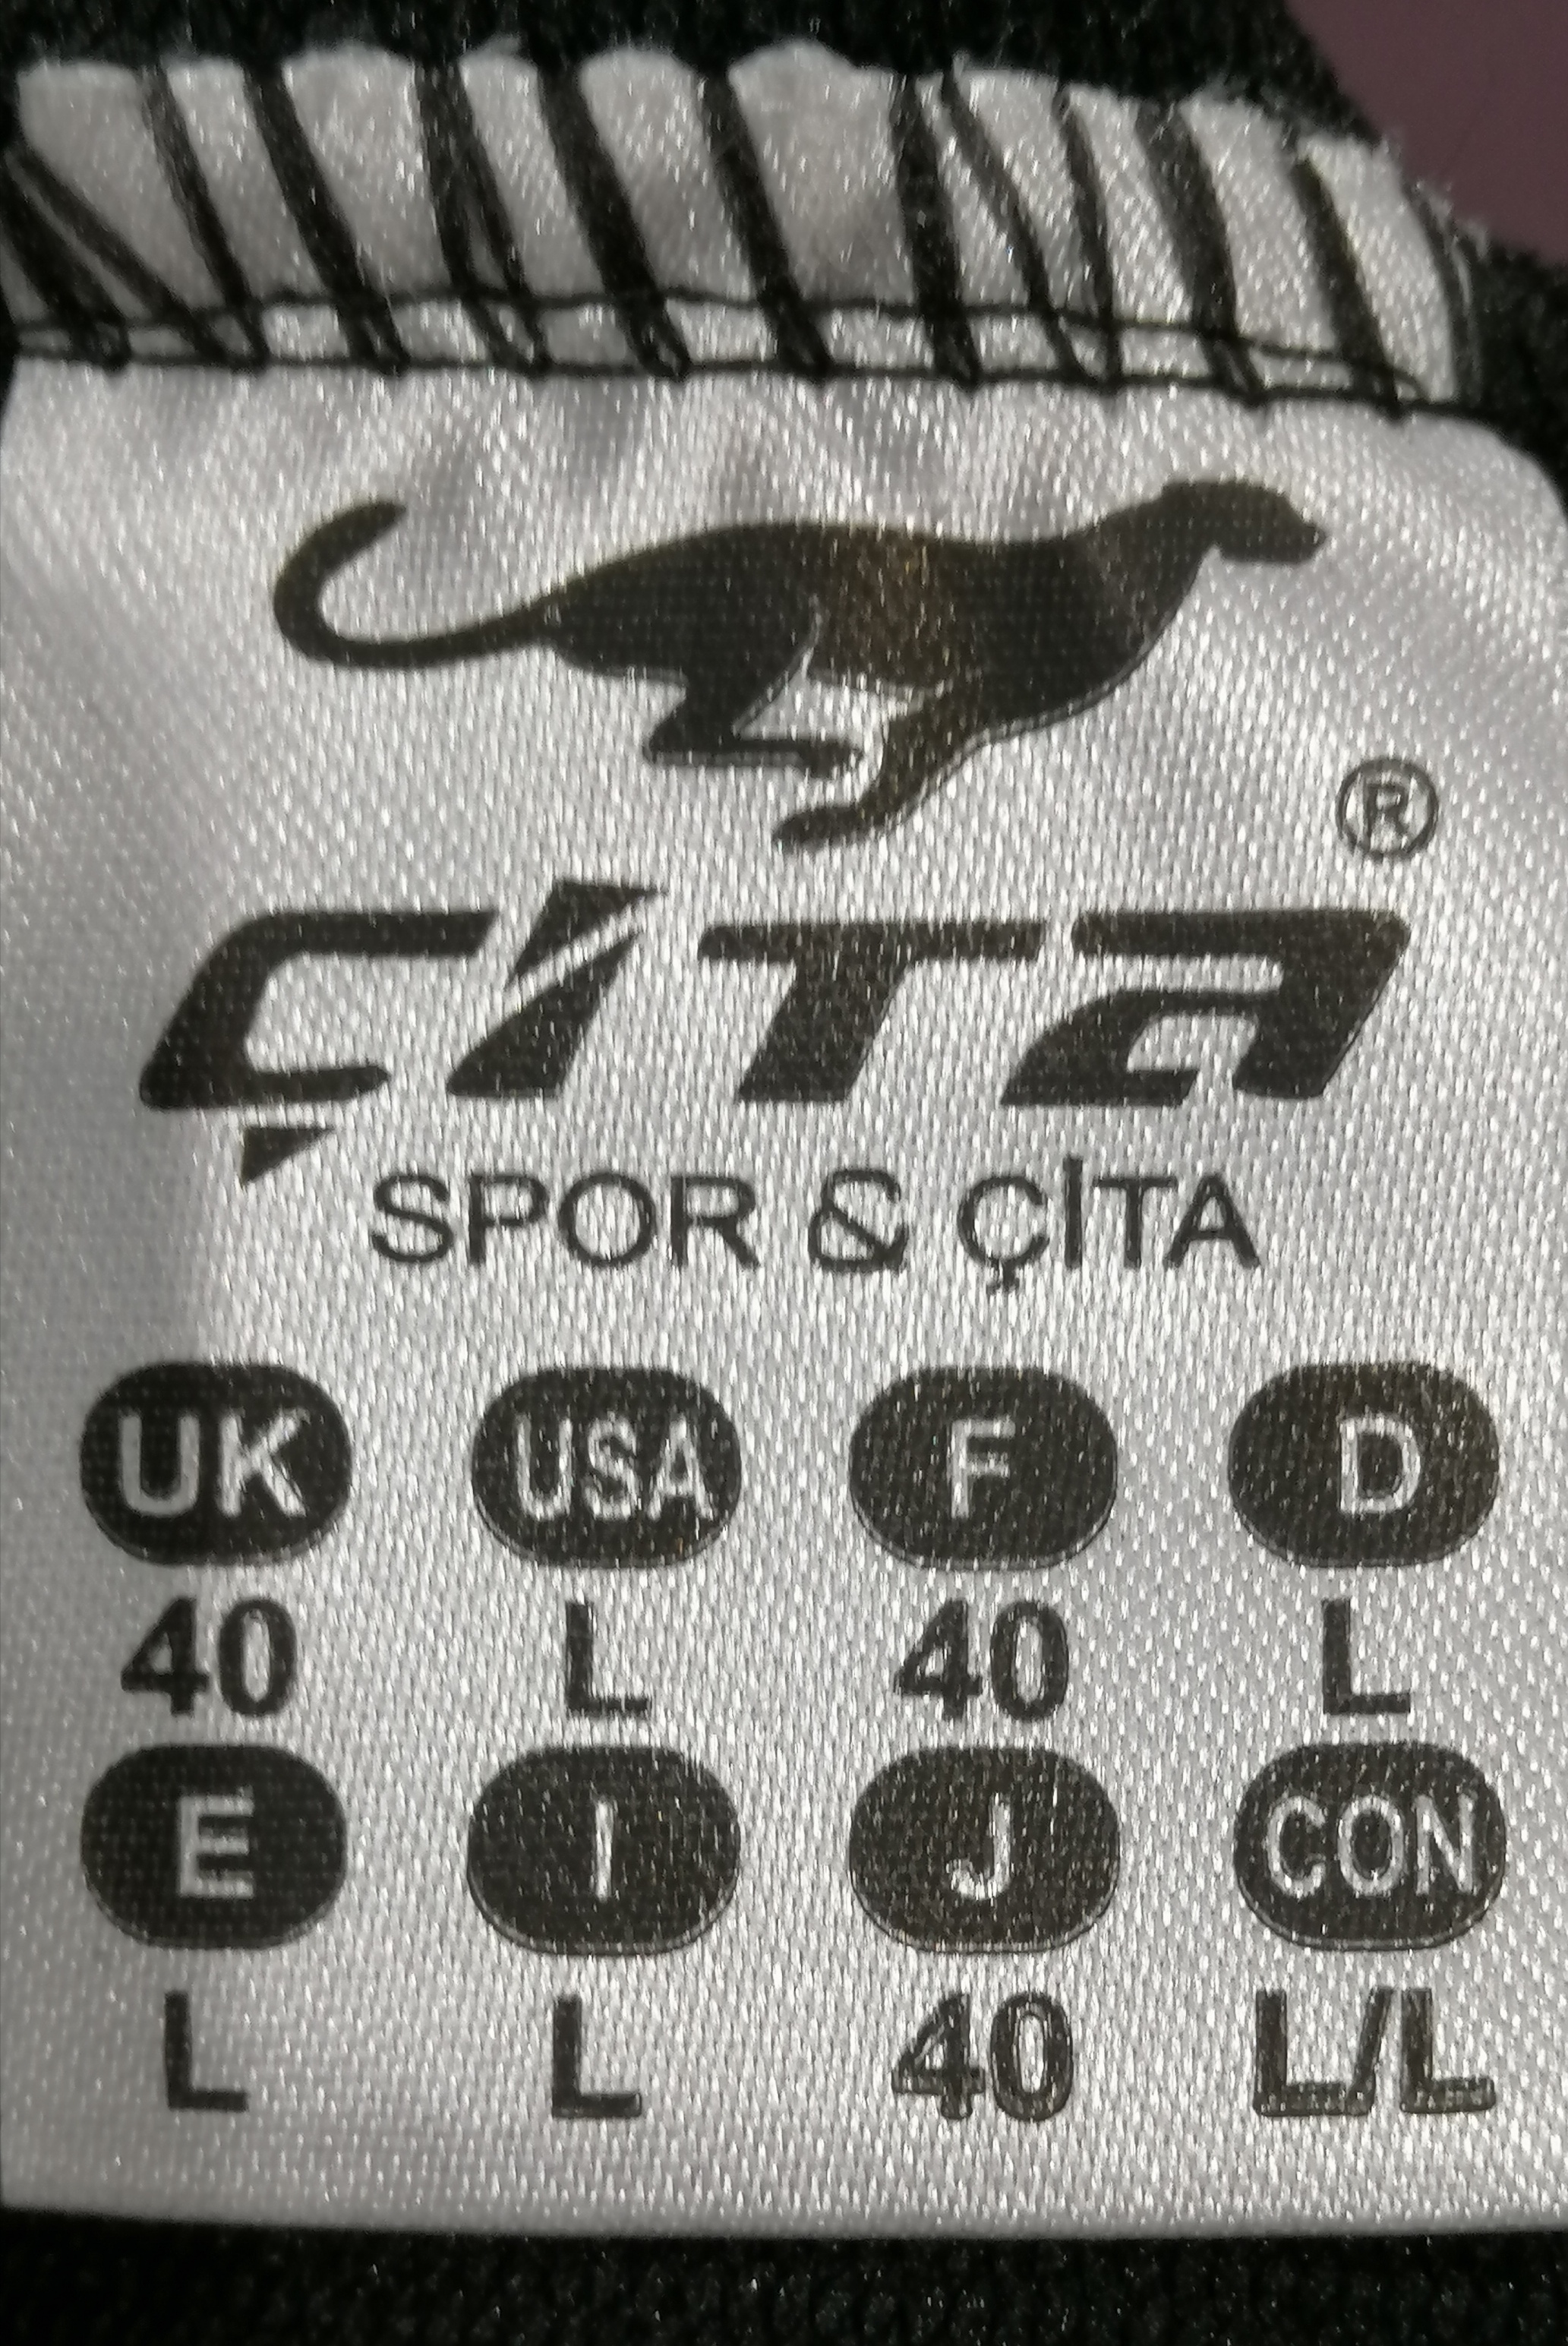 ®
ÇİTA
SPOR & ÇİTA
UK USA F D
40 L 40 L
E I J CON
L L 40 L/L